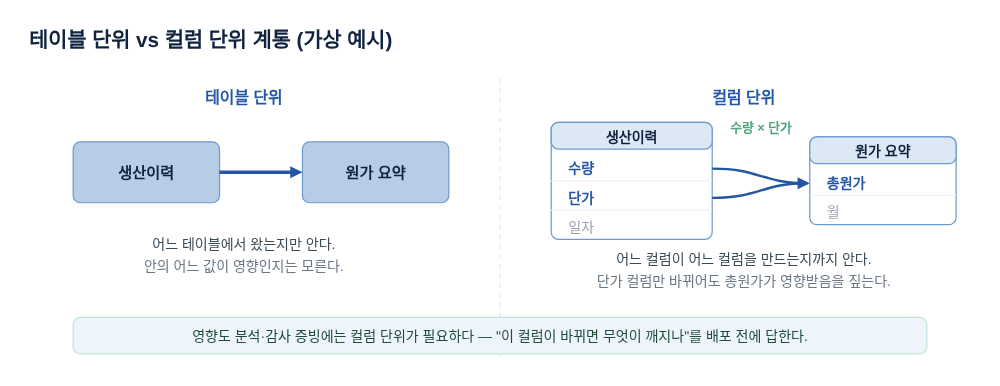 테이블 단위 vs 컬럼 단위 계통 (가상 예시)
테이블 단위
생산이력
원가 요약
어느 테이블에서 왔는지만 안다.
안의 어느 값이 영향인지는 모른다.
컬럼 단위
수량 × 단가
생산이력
수량
단가
일자
원가 요약
총원가
월
어느 컬럼이 어느 컬럼을 만드는지까지 안다.
단가 컬럼만 바뀌어도 총원가가 영향받음을 짚는다.
영향도 분석·감사 증빙에는 컬럼 단위가 필요하다 — "이 컬럼이 바뀌면 무엇이 깨지나"를 배포 전에 답한다.